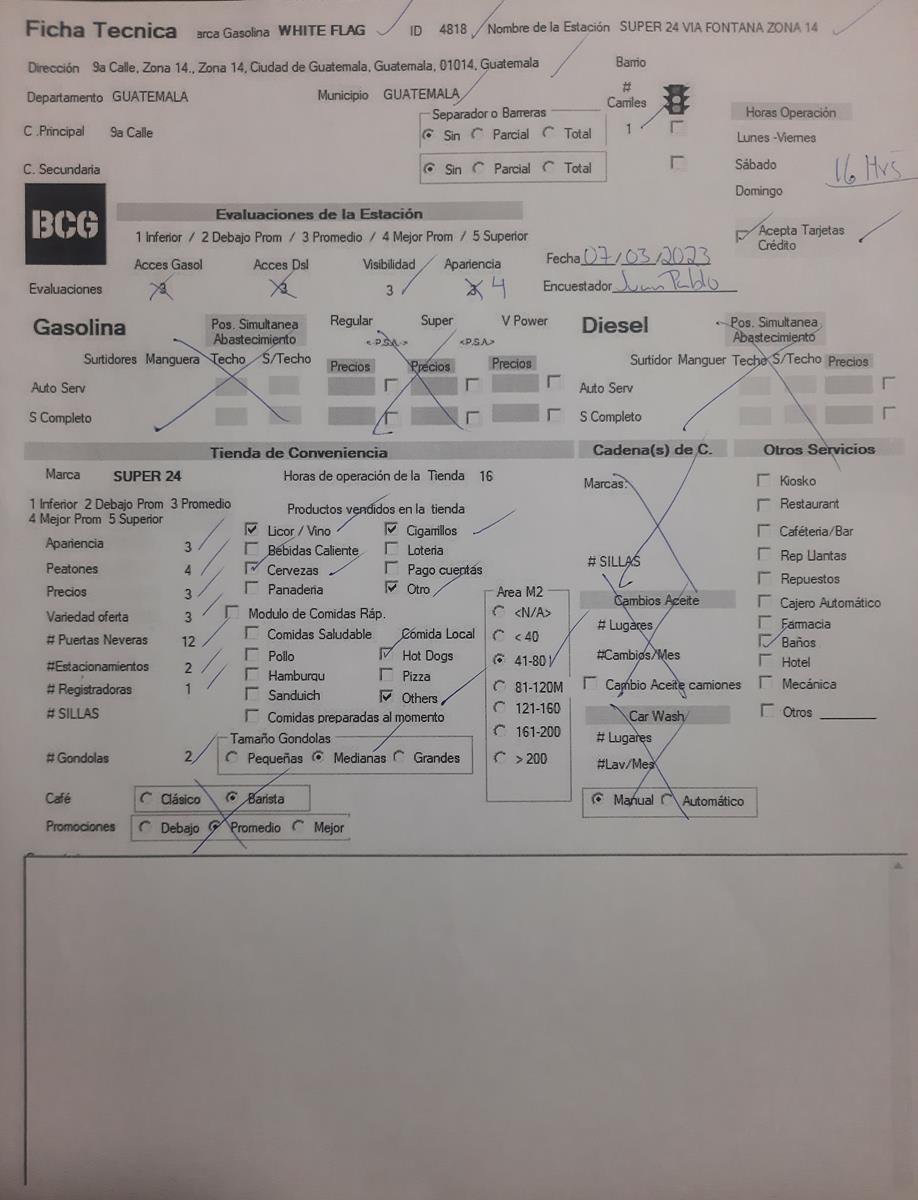 Ficha Tecnica arca Gasolina WHITE FLAG ID 4818 Nombre de la Estación SUPER 24 VIA FONTANA ZONA 14
Dirección 9a Calle, Zona 14., Zona 14, Ciudad de Guatemala, Guatemala, 01014, Guatemala Barrio
Departamento GUATEMALA Municipio GUATEMALA # Carriles
Separador o Barreras Horas Operación
C .Principal 9a Calle Sin Parcial Total 1 Lunes -Viernes
C. Secundaria Sin Parcial Total Sábado 16 Hrs
Domingo
BCG Evaluaciones de la Estación
1 Inferior / 2 Debajo Prom / 3 Promedio / 4 Mejor Prom / 5 Superior Acepta Tarjetas Crédito
Acces Gasol Acces Dsl Visibilidad Apariencia Fecha 07/03/2023
Evaluaciones 3 3 3 3 4 Encuestador Juan Pablo
Gasolina Pos. Simultanea Abastecimiento Regular Super V Power Diesel Pos. Simultanea Abastecimiento
<-P.S.A.-> <-P.S.A.>
Surtidores Manguera Techo S/Techo Precios Precios Precios Surtidor Manguer Techo S/Techo Precios
Auto Serv Auto Serv
S Completo S Completo
Tienda de Conveniencia Cadena(s) de C. Otros Servicios
Marca SUPER 24 Horas de operación de la Tienda 16 Marcas: Kiosko
1 Inferior 2 Debajo Prom 3 Promedio Productos vendidos en la tienda Restaurant
4 Mejor Prom 5 Superior Licor / Vino Cigarrillos Caféteria/Bar
Apariencia 3 Bebidas Caliente Loteria Rep Llantas
Peatones 4 Cervezas Pago cuentas # SILLAS Repuestos
Precios 3 Panaderia Otro Area M2 Cambios Aceite Cajero Automático
Variedad oferta 3 Modulo de Comidas Ráp. <N/A> # Lugares Farmacia
# Puertas Neveras 12 Comidas Saludable Cómida Local < 40 Baños
#Estacionamientos 2 Pollo Hot Dogs 41-80 #Cambios/Mes Hotel
# Registradoras 1 Hamburqu Pizza 81-120M Cambio Aceite camiones Mecánica
# SILLAS Sanduich Others 121-160 Car Wash Otros
Comidas preparadas al momento 161-200 # Lugares
# Gondolas 2 Tamaño Gondolas > 200 #Lav/Mes
Pequeñas Medianas Grandes
Café Clásico Barista Manual Automático
Promociones Debajo Promedio Mejor